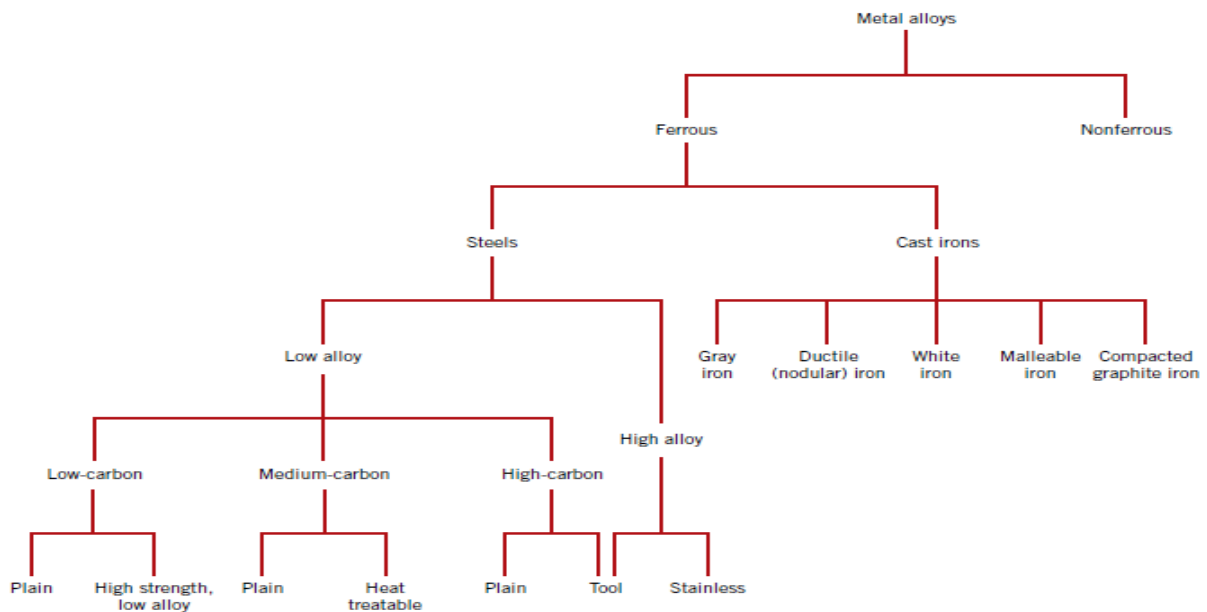 Metal alloys
Ferrous
Nonferrous
Steels
Cast irons
Low alloy
Gray
iron
Ductile
(nodular) iron
White
iron
Malleable
iron
Compacted
graphite iron
High alloy
Low-carbon
Medium-carbon
High-carbon
Plain
High strength,
low alloy
Plain
Heat
treatable
Plain
Tool
Stainless